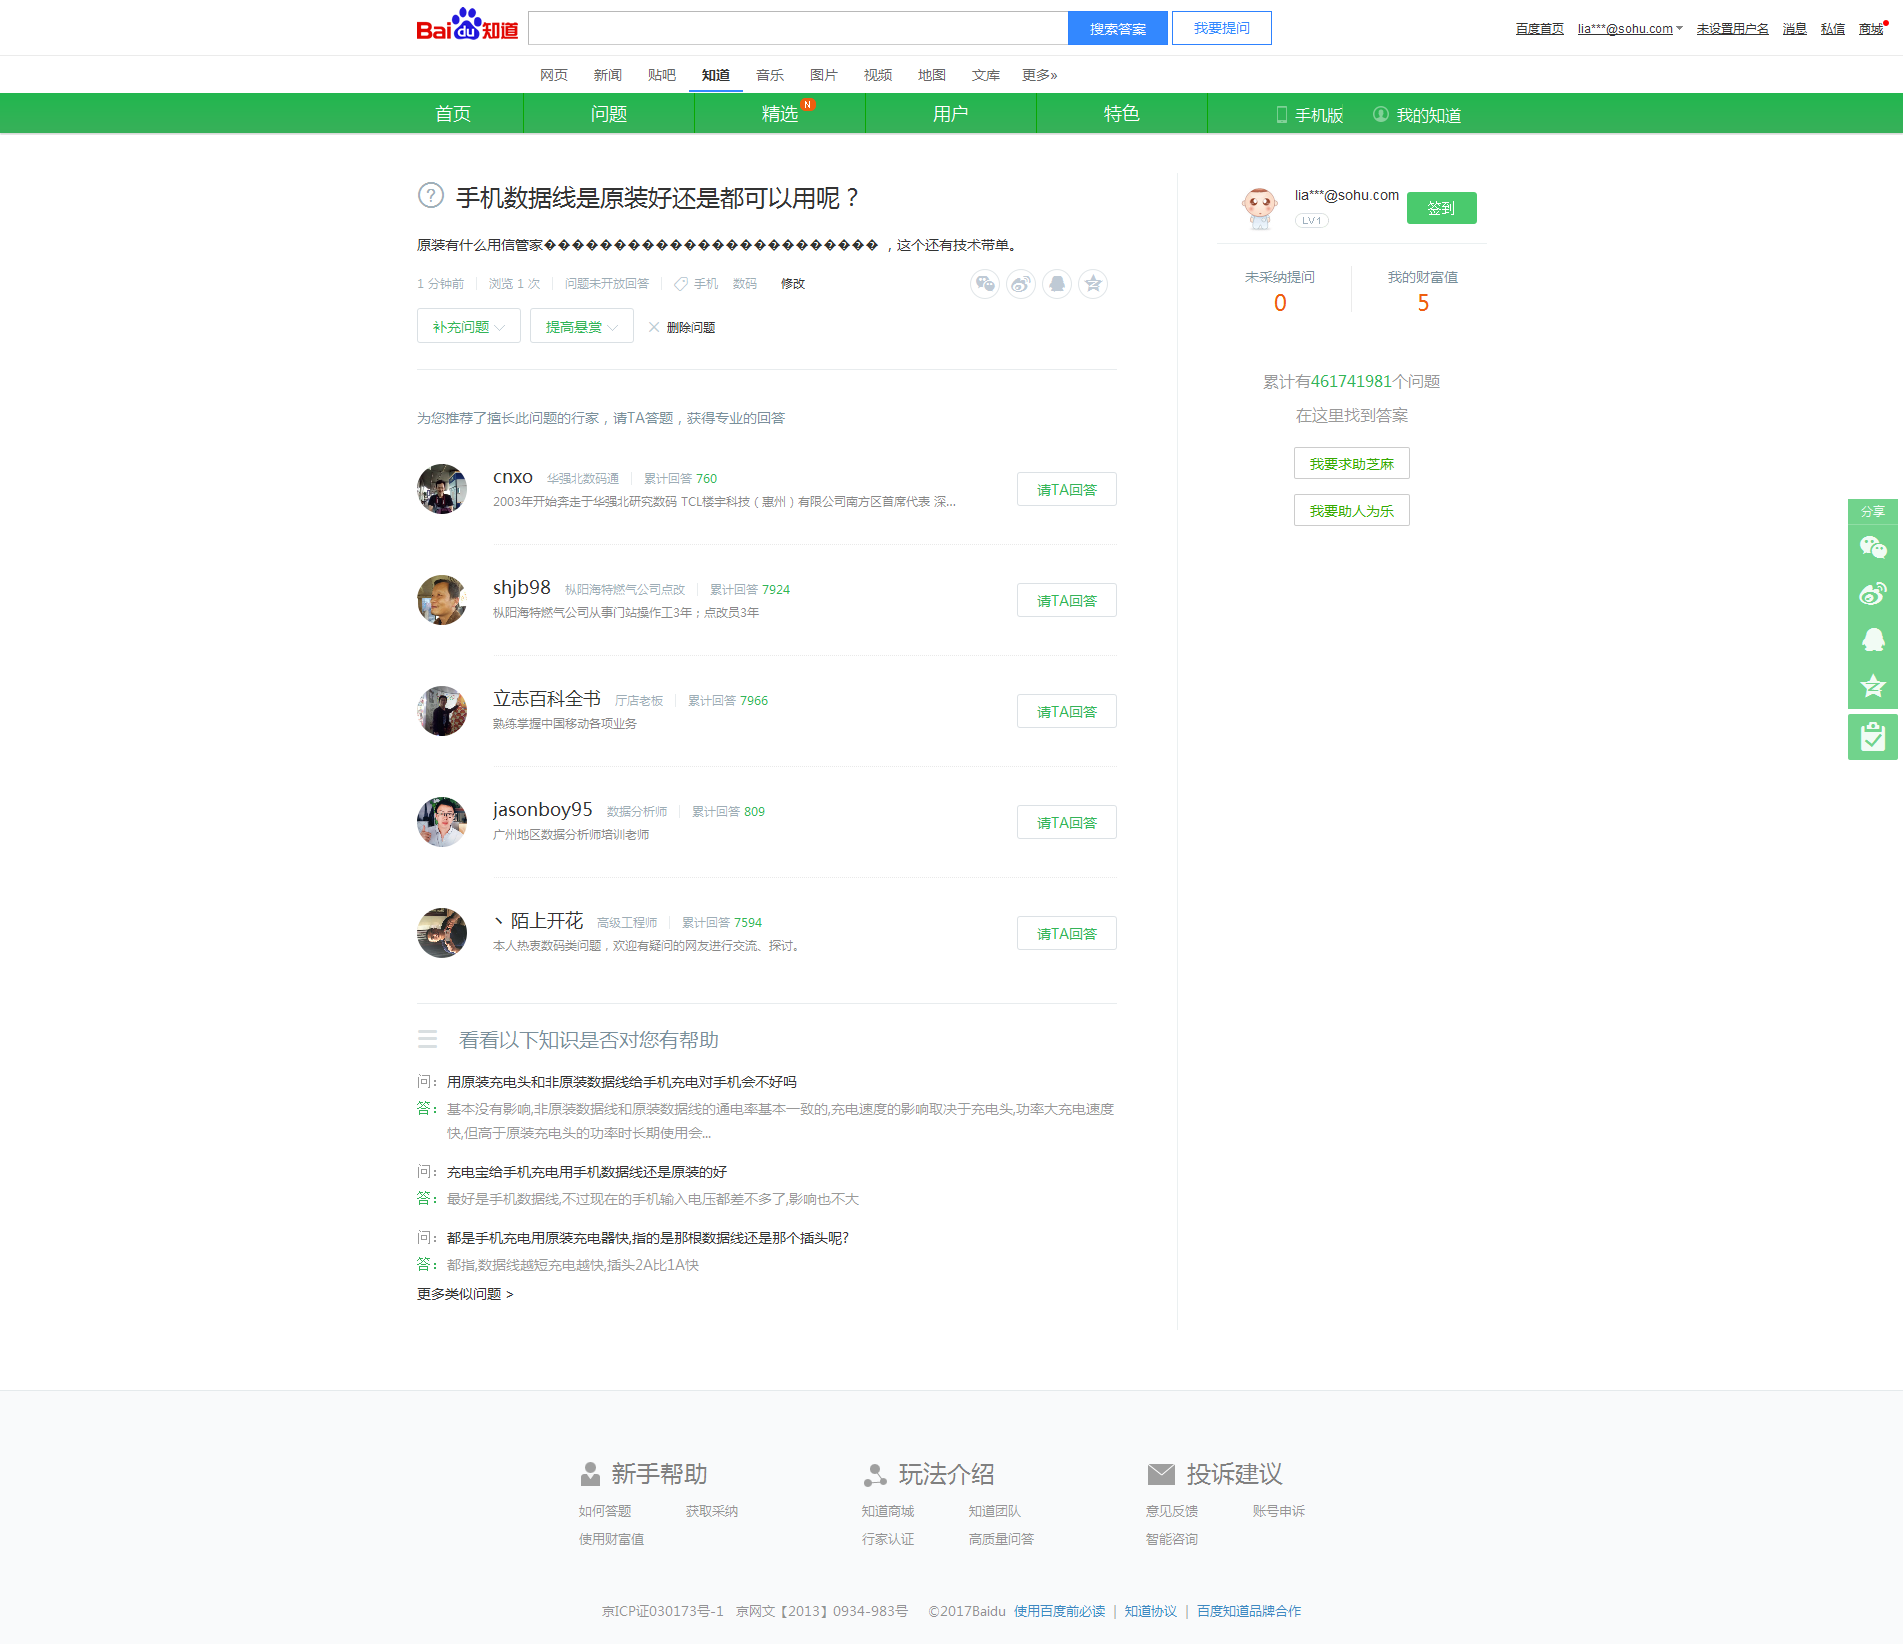 Baidu知道
搜索答案
我要提问
百度首页 lia***@sohu.com 未设置用户名 消息 私信 商城
网页 新闻 贴吧 知道 音乐 图片 视频 地图 文库 更多»
首页 问题 精选 N 用户 特色 手机版 我的知道
? 手机数据线是原装好还是都可以用呢？
原装有什么用信管家������������������������，这个还有技术带单。
1 分钟前 浏览 1 次 问题未开放回答 手机 数码 修改
补充问题 提高悬赏 删除问题
为您推荐了擅长此问题的行家，请TA答题，获得专业的回答
cnxo 华强北数码通 累计回答 760
2003年开始奔走于华强北研究数码 TCL楼宇科技（惠州）有限公司南方区首席代表 深...
请TA回答
shjb98 枞阳海特燃气公司点改 累计回答 7924
枞阳海特燃气公司从事门站操作工3年；点改员3年
请TA回答
立志百科全书 厅店老板 累计回答 7966
熟练掌握中国移动各项业务
请TA回答
jasonboy95 数据分析师 累计回答 809
广州地区数据分析师培训老师
请TA回答
丶陌上开花 高级工程师 累计回答 7594
本人热衷数码类问题，欢迎有疑问的网友进行交流、探讨。
请TA回答
看看以下知识是否对您有帮助
问： 用原装充电头和非原装数据线给手机充电对手机会不好吗
答： 基本没有影响,非原装数据线和原装数据线的通电率基本一致的,充电速度的影响取决于充电头,功率大充电速度
快,但高于原装充电头的功率时长期使用会...
问： 充电宝给手机充电用手机数据线还是原装的好
答： 最好是手机数据线,不过现在的手机输入电压都差不多了,影响也不大
问： 都是手机充电用原装充电器快,指的是那根数据线还是那个插头呢?
答： 都指,数据线越短充电越快,插头2A比1A快
更多类似问题 >
lia***@sohu.com
LV1
签到
未采纳提问 我的财富值
0 5
累计有461741981个问题
在这里找到答案
我要求助芝麻
我要助人为乐
分享
新手帮助 玩法介绍 投诉建议
如何答题 获取采纳 知道商城 知道团队 意见反馈 账号申诉
使用财富值 行家认证 高质量问答 智能咨询
京ICP证030173号-1 京网文【2013】0934-983号 ©2017Baidu 使用百度前必读 | 知道协议 | 百度知道品牌合作